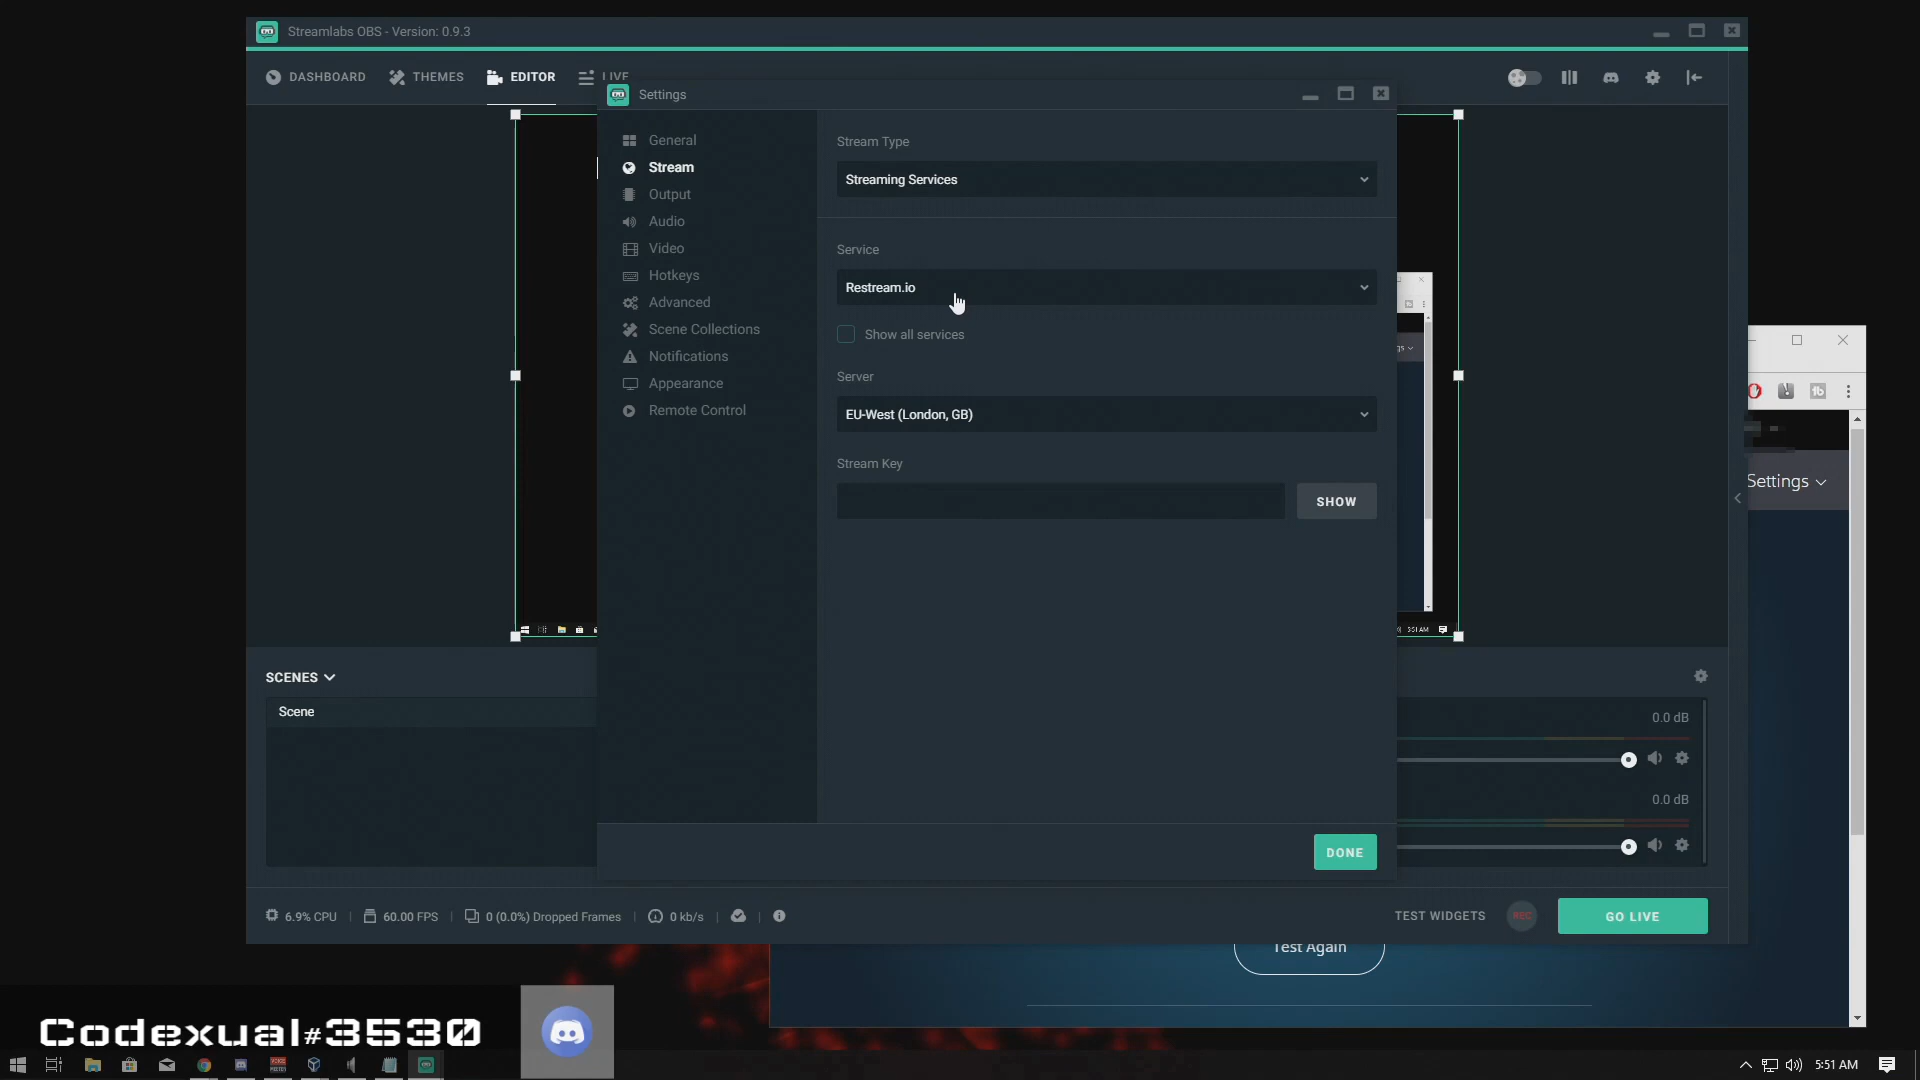 Streamlabs OBS - Version: 0.9.3
DASHBOARD
THEMES
EDITOR
LIVE
Settings
General
Stream
Output
Audio
Video
Hotkeys
Advanced
Scene Collections
Notifications
Appearance
Remote Control
Stream Type
Streaming Services
Service
Restream.io
Show all services
Server
EU-West (London, GB)
Stream Key
SHOW
DONE
Settings
SCENES
Scene
0.0 dB
0.0 dB
6.9% CPU
60.00 FPS
0 (0.0%) Dropped Frames
0 kb/s
TEST WIDGETS
REC
GO LIVE
Test Again
Codexual#3530
5:51 AM